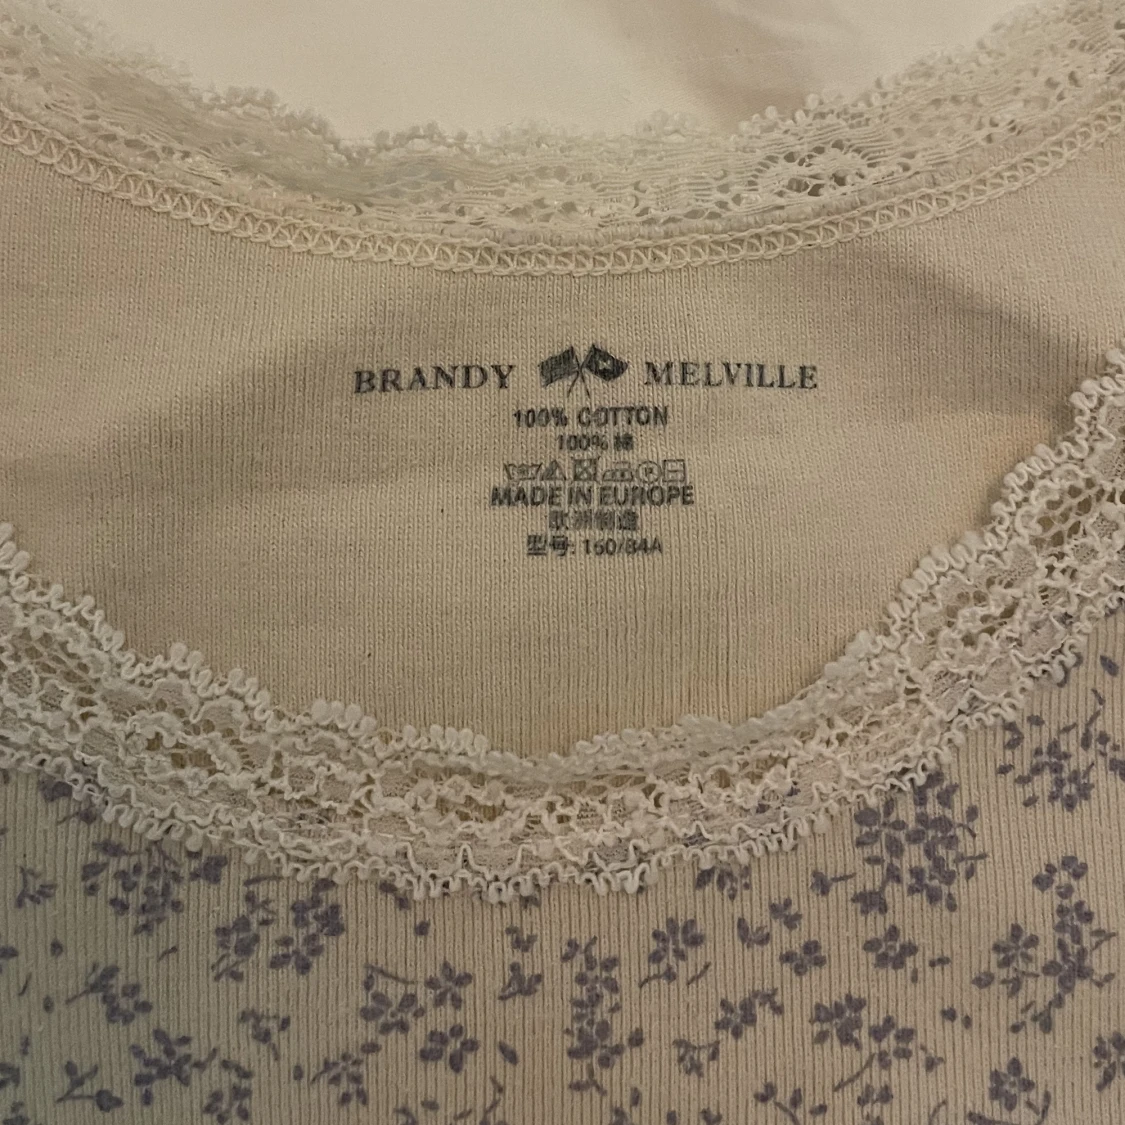 BRANDY MELVILLE
100% COTTON
100% 棉
MADE IN EUROPE
欧洲制造
型号: 160/84A